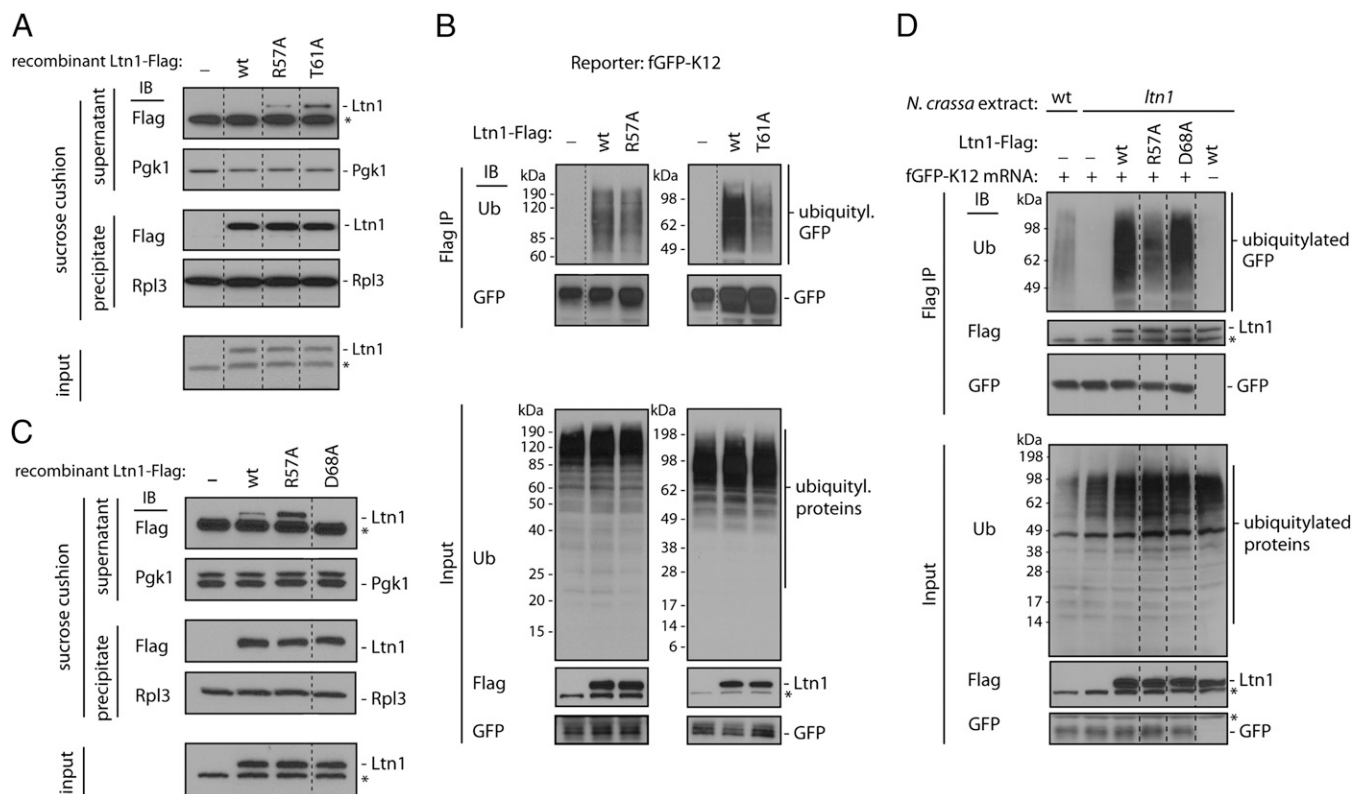 A
recombinant Ltn1-Flag:
–
wt
R57A
T61A
sucrose cushion
supernatant
IB
Flag
- Ltn1
*
Pgk1
- Pgk1
precipitate
Flag
- Ltn1
Rpl3
- Rpl3
input
- Ltn1
*
B
Reporter: fGFP-K12
Ltn1-Flag:
–
wt
R57A
–
wt
T61A
Flag IP
IB
Ub
kDa
190 -
120 -
85 -
60 -
kDa
98 -
62 -
49 -
ubiquityl.
GFP
GFP
- GFP
Input
Ub
kDa
190 -
120 -
85 -
60 -
50 -
40 -
25 -
20 -
15 -
kDa
198 -
98 -
62 -
49 -
38 -
28 -
17 -
14 -
6 -
ubiquityl.
proteins
Flag
- Ltn1
*
GFP
- GFP
C
recombinant Ltn1-Flag:
–
wt
R57A
D68A
sucrose cushion
supernatant
IB
Flag
- Ltn1
*
Pgk1
- Pgk1
precipitate
Flag
- Ltn1
Rpl3
- Rpl3
input
- Ltn1
*
D
N. crassa extract:
wt
ltn1
Ltn1-Flag:
– – wt R57A D68A wt
fGFP-K12 mRNA: + + + + + –
Flag IP
IB
Ub
kDa
98 -
62 -
49 -
ubiquitylated
GFP
Flag
- Ltn1
*
GFP
- GFP
Input
Ub
kDa
198 -
98 -
62 -
49 -
38 -
28 -
17 -
14 -
ubiquitylated
proteins
Flag
- Ltn1
*
GFP
*
- GFP